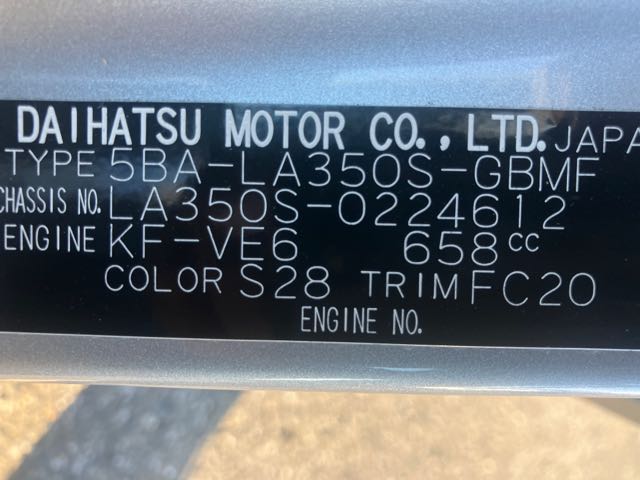 DAIHATSU MOTOR CO., LTD. JAPA
TYPE 5BA-LA350S-GBMF
CHASSIS NO. LA350S-0224612
ENGINE KF-VE6 658cc
COLOR S28 TRIM FC20
ENGINE NO.